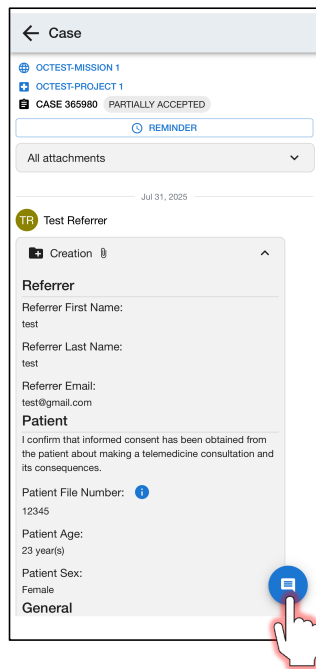 Case
OCTEST-MISSION 1
OCTEST-PROJECT 1
CASE 365980 PARTIALLY ACCEPTED
REMINDER
All attachments
Jul 31, 2025
TR Test Referrer
Creation
Referrer
Referrer First Name:
test
Referrer Last Name:
test
Referrer Email:
test@gmail.com
Patient
I confirm that informed consent has been obtained from
the patient about making a telemedicine consultation and
its consequences.
Patient File Number: i
12345
Patient Age:
23 year(s)
Patient Sex:
Female
General